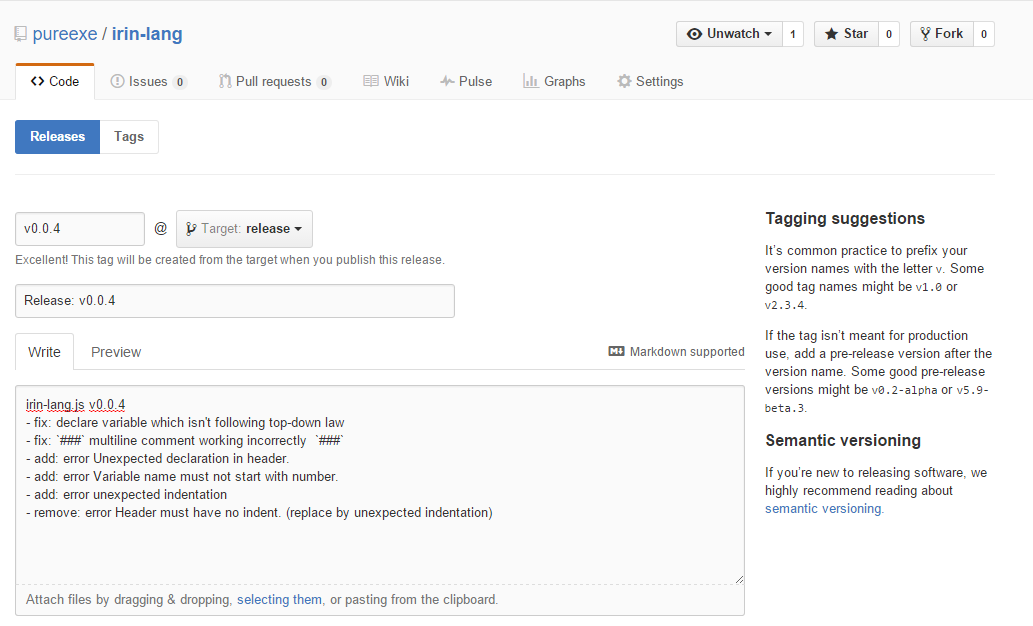 pureexe / irin-lang
Unwatch 1 Star 0 Fork 0
Code Issues 0 Pull requests 0 Wiki Pulse Graphs Settings
Releases Tags
v0.0.4 @ Target: release
Excellent! This tag will be created from the target when you publish this release.
Release: v0.0.4
Write Preview Markdown supported
irin-lang.js v0.0.4
- fix: declare variable which isn't following top-down law
- fix: `###` multiline comment working incorrectly  `###`
- add: error Unexpected declaration in header.
- add: error Variable name must not start with number.
- add: error unexpected indentation
- remove: error Header must have no indent. (replace by unexpected indentation)
Attach files by dragging & dropping, selecting them, or pasting from the clipboard.
Tagging suggestions
It's common practice to prefix your
version names with the letter v. Some
good tag names might be v1.0 or
v2.3.4.
If the tag isn't meant for production
use, add a pre-release version after the
version name. Some good pre-release
versions might be v0.2-alpha or v5.9-
beta.3.
Semantic versioning
If you're new to releasing software, we
highly recommend reading about
semantic versioning.